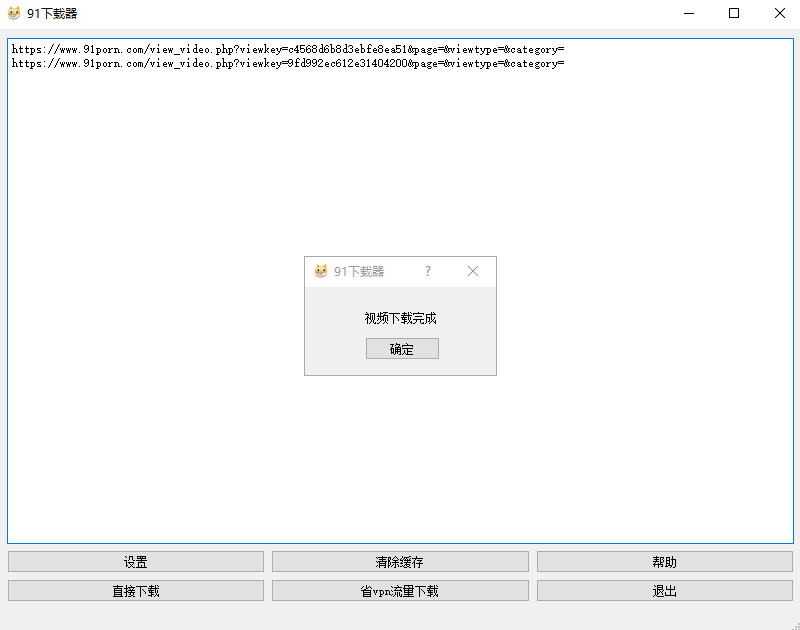 91下载器
https://www.91porn.com/view_video.php?viewkey=c4568d6b8d3ebfe8ea51&page=&viewtype=&category=
https://www.91porn.com/view_video.php?viewkey=9fd992ec612e31404200&page=&viewtype=&category=
91下载器 ?
视频下载完成
确定
设置 清除缓存 帮助
直接下载 省vpn流量下载 退出